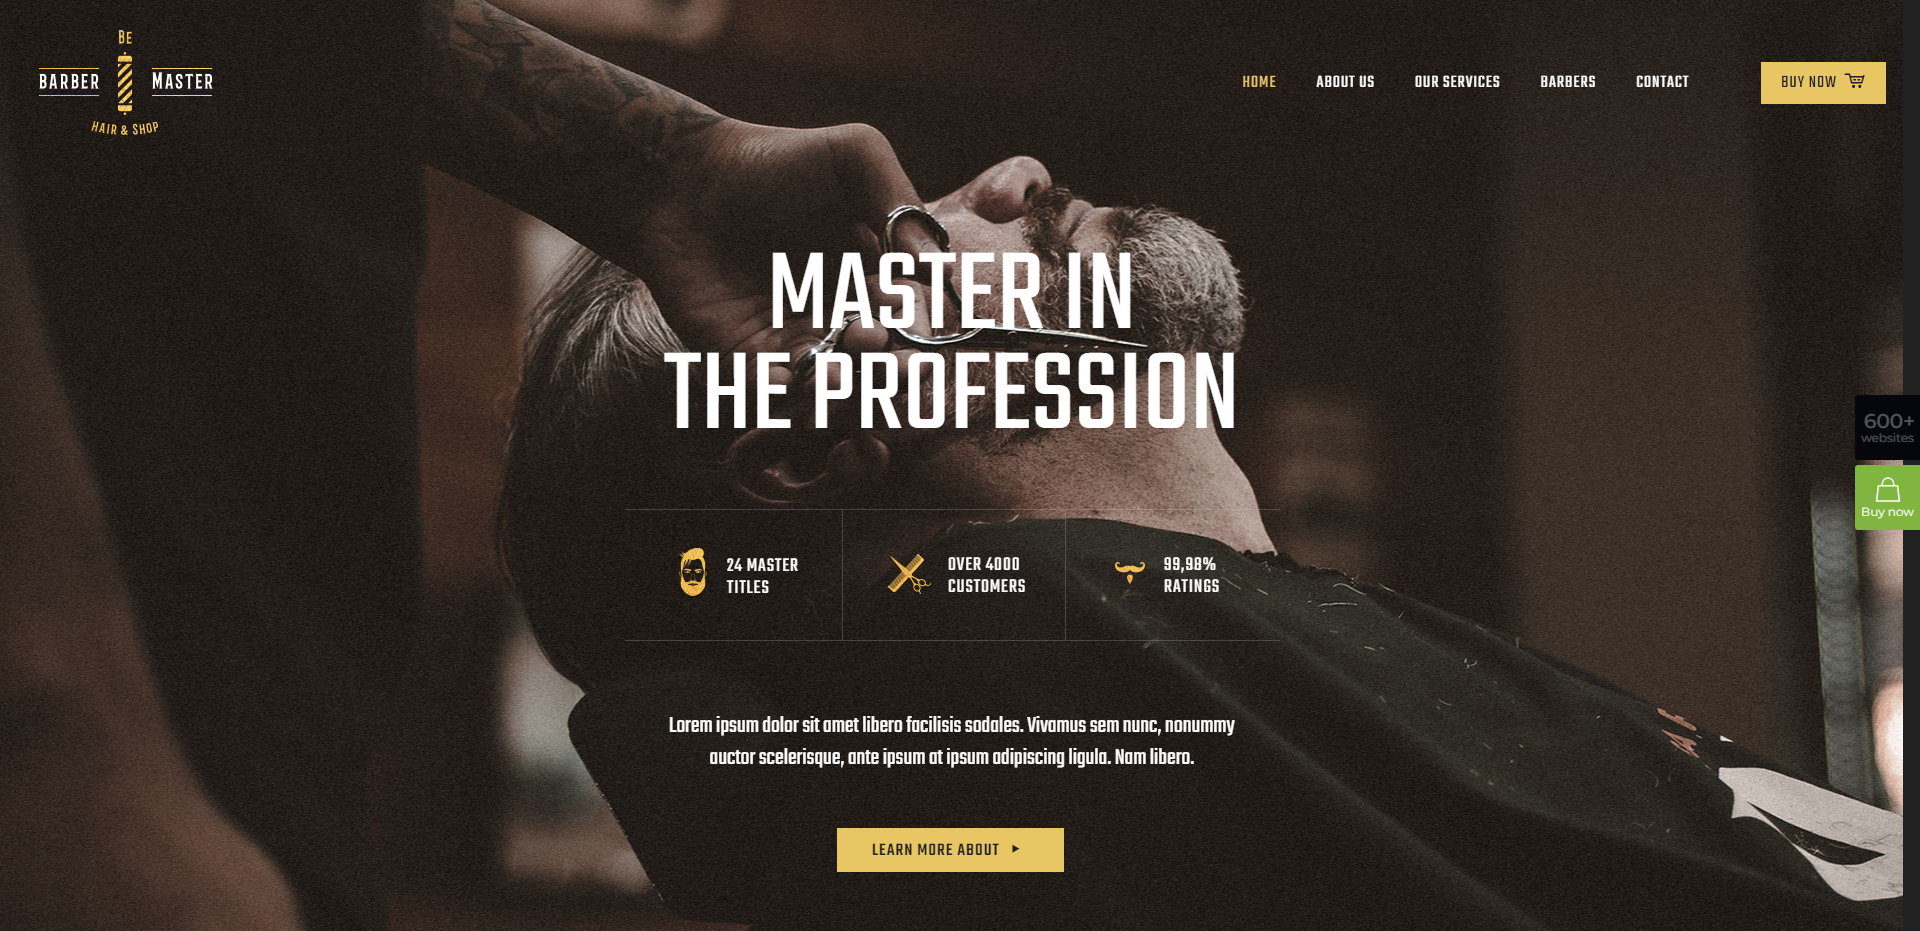 BE
BARBER MASTER
HAIR & SHOP
HOME ABOUT US OUR SERVICES BARBERS CONTACT
BUY NOW
MASTER IN
THE PROFESSION
600+
websites
Buy now
24 MASTER
TITLES
OVER 4000
CUSTOMERS
99,98%
RATINGS
Lorem ipsum dolor sit amet libero facilisis sodales. Vivamus sem nunc, nonummy
auctor scelerisque, ante ipsum at ipsum adipiscing ligula. Nam libero.
LEARN MORE ABOUT